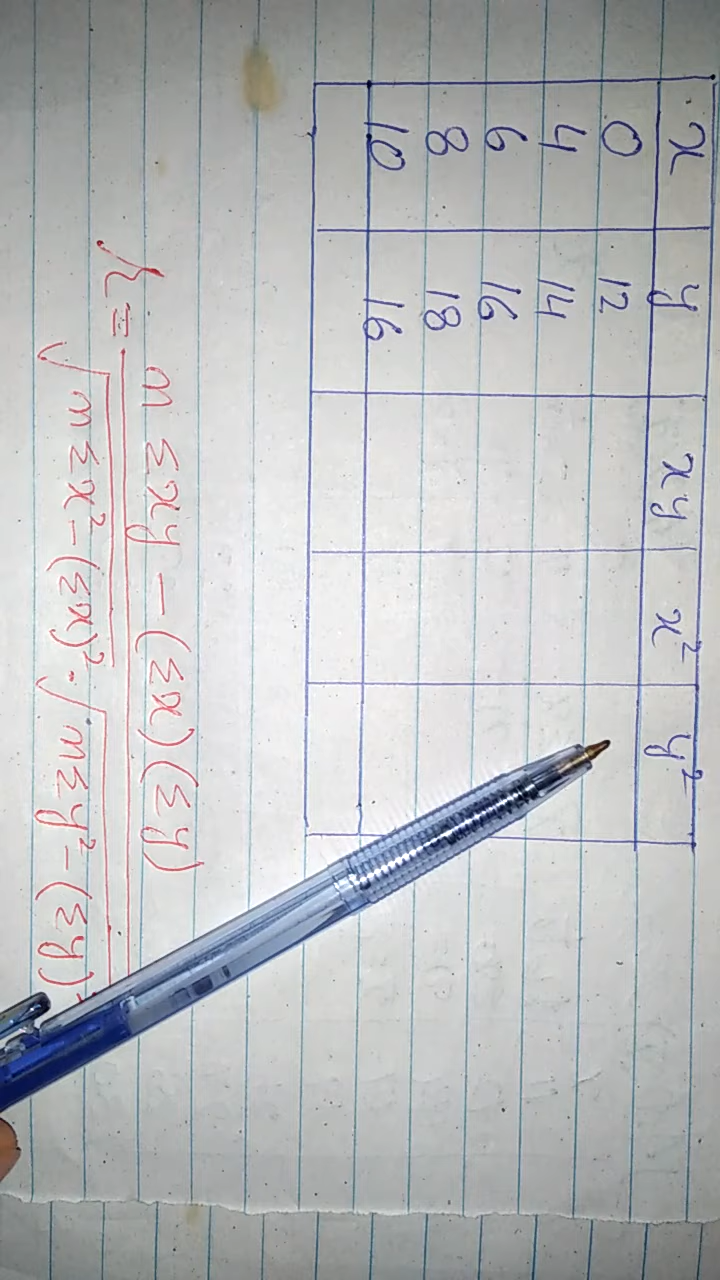 x y xy x² y²
0 12
4 14
6 16
8 18
10 16
r = n Σxy - (Σx)(Σy)
√nΣx² - (Σx)² · √nΣy² - (Σy)